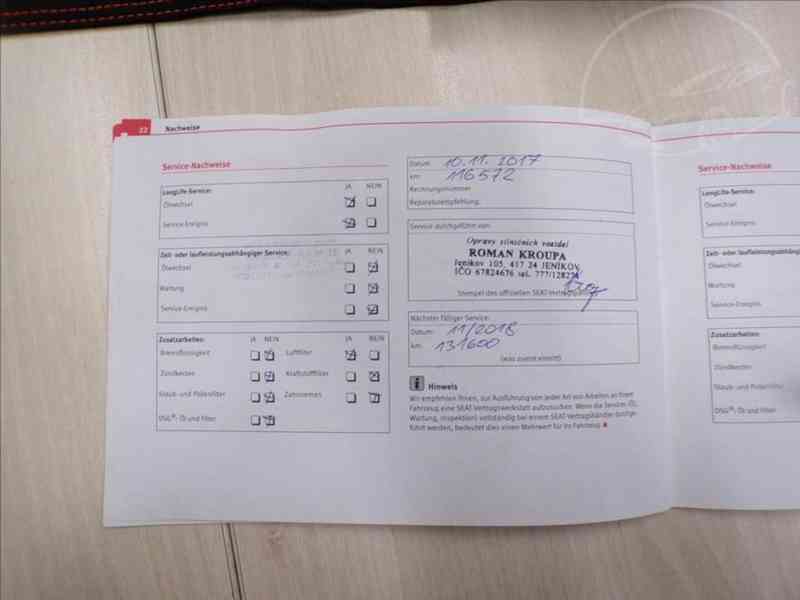 22 Nachweise
Service-Nachweise
LongLife-Service: JA NEIN
Ölwechsel
Service-Ereignis
Zeit- oder laufleistungsabhängiger Service: JA NEIN
Ölwechsel
Wartung
Service-Ereignis
Zusatzarbeiten: JA NEIN JA NEIN
Bremsflüssigkeit Luftfilter
Zündkerzen Kraftstofffilter
Staub- und Pollenfilter Zahnriemen
DSG®- Öl und Filter
Datum: 10.11.2017
km: 116572
Rechnungsnummer:
Reparaturempfehlung:
Service durchgeführt von:
Opravy silničních vozidel
ROMAN KROUPA
Jeníkov 105, 417 24 JENÍKOV
IČO 67824676 tel. 777/128271
Stempel des offiziellen SEAT-Vertragshändlers
Nächster fälliger Service:
Datum: 11/2018
km: 131600
(was zuerst eintritt)
Hinweis
Wir empfehlen Ihnen, zur Ausführung von jeder Art von Arbeiten an Ihrem
Fahrzeug eine SEAT-Vertragswerkstatt aufzusuchen. Wenn die Services (Öl,
Wartung, Inspektion) vollständig bei einem SEAT-Vertragshändler durchge-
führt werden, bedeutet dies einen Mehrwert für Ihr Fahrzeug.
Service-Nachweise
LongLife-Service:
Ölwechsel
Service-Ereignis
Zeit- oder laufleistungsabhängig
Ölwechsel
Wartung
Service-Ereignis
Zusatzarbeiten:
Bremsflüssigkeit
Zündkerzen
Staub- und Pollenfilter
DSG®- Öl und Filter